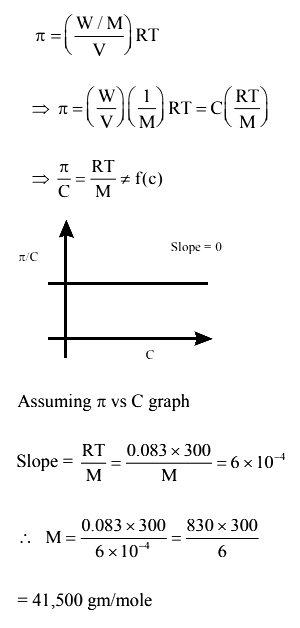 π = (W / M / V) RT
⇒ π = (W/V)(1/M) RT = C(RT/M)
⇒ π/C = RT/M ≠ f(c)
π/C
Slope = 0
C
Assuming π vs C graph
Slope = RT/M = 0.083 × 300/M = 6 × 10⁻⁴
∴ M = 0.083 × 300/6 × 10⁻⁴ = 830 × 300/6
= 41,500 gm/mole